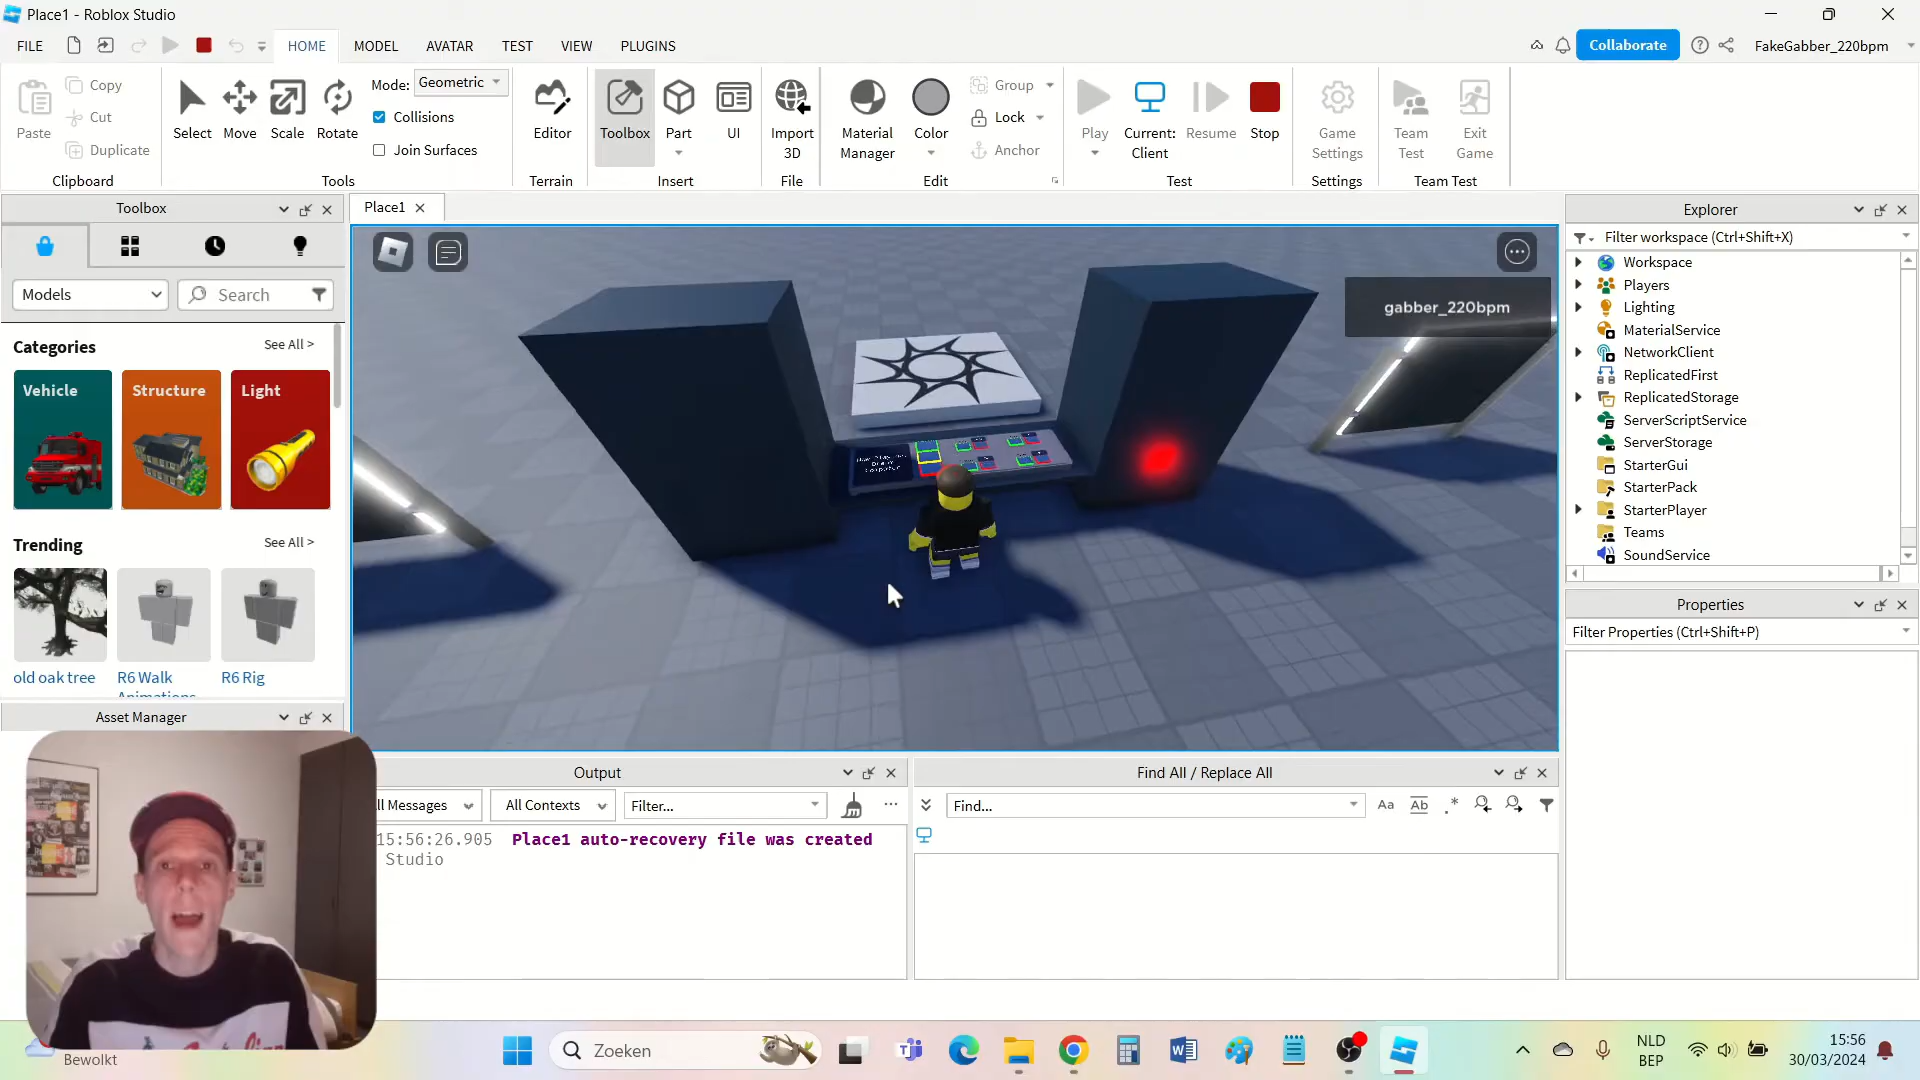 Place1 - Roblox Studio
FILE HOME MODEL AVATAR TEST VIEW PLUGINS Collaborate FakeGabber_220bpm
Paste
Copy
Cut
Duplicate
Clipboard
Select
Move
Scale
Rotate
Mode: Geometric
Collisions
Join Surfaces
Tools
Editor
Terrain
Toolbox
Part
UI
Insert
Import
3D
File
Material
Manager
Color
Group
Lock
Anchor
Edit
Play
Current:
Client
Resume
Stop
Test
Game
Settings
Settings
Team
Test
Exit
Game
Team Test
Toolbox
Models
Search
Categories
See All >
Vehicle
Structure
Light
Trending
See All >
old oak tree
R6 Walk
Animations
R6 Rig
Asset Manager
Place1
gabber_220bpm
Output
All Contexts
Filter...
15:56:26.905 Place1 auto-recovery file was created
Studio
Find All / Replace All
Find...
Aa
Ab
.*
Explorer
Filter workspace (Ctrl+Shift+X)
Workspace
Players
Lighting
MaterialService
NetworkClient
ReplicatedFirst
ReplicatedStorage
ServerScriptService
ServerStorage
StarterGui
StarterPack
StarterPlayer
Teams
SoundService
Properties
Filter Properties (Ctrl+Shift+P)
Bewolkt
Zoeken
NLD
BEP
15:56
30/03/2024